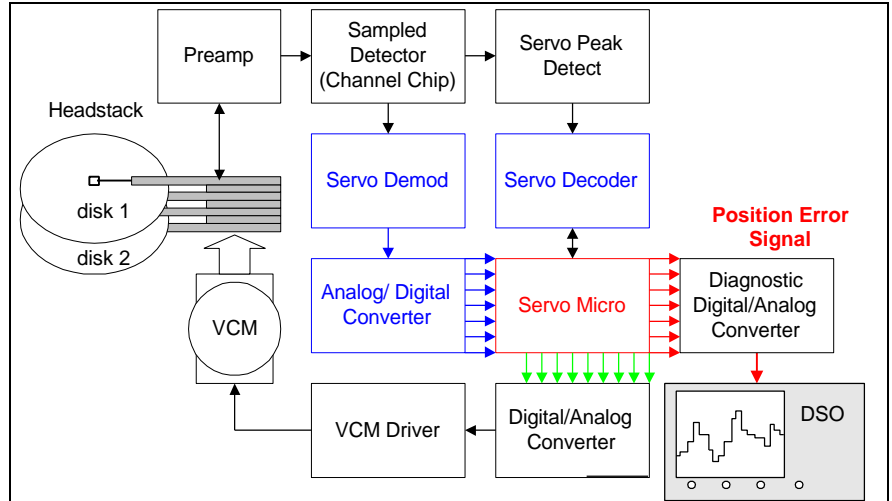 Preamp
Sampled
Detector
(Channel Chip)
Servo Peak
Detect
Headstack
disk 1
disk 2
Servo Demod
Servo Decoder
Position Error
Signal
VCM
Analog/ Digital
Converter
Servo Micro
Diagnostic
Digital/Analog
Converter
VCM Driver
Digital/Analog
Converter
DSO